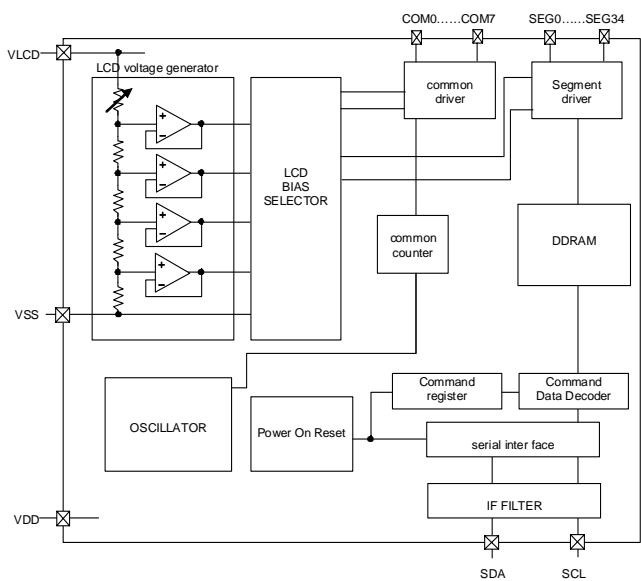 COM0……COM7
SEG0……SEG34
VLCD
LCD voltage generator
common
driver
Segment
driver
LCD
BIAS
SELECTOR
common
counter
DDRAM
VSS
OSCILLATOR
Power On Reset
Command
register
Command
Data Decoder
serial inter face
IF FILTER
VDD
SDA
SCL